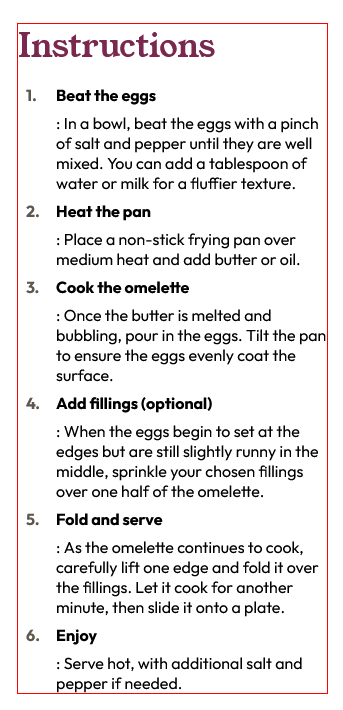 Instructions
1. Beat the eggs
: In a bowl, beat the eggs with a pinch
of salt and pepper until they are well
mixed. You can add a tablespoon of
water or milk for a fluffier texture.
2. Heat the pan
: Place a non-stick frying pan over
medium heat and add butter or oil.
3. Cook the omelette
: Once the butter is melted and
bubbling, pour in the eggs. Tilt the pan
to ensure the eggs evenly coat the
surface.
4. Add fillings (optional)
: When the eggs begin to set at the
edges but are still slightly runny in the
middle, sprinkle your chosen fillings
over one half of the omelette.
5. Fold and serve
: As the omelette continues to cook,
carefully lift one edge and fold it over
the fillings. Let it cook for another
minute, then slide it onto a plate.
6. Enjoy
: Serve hot, with additional salt and
pepper if needed.